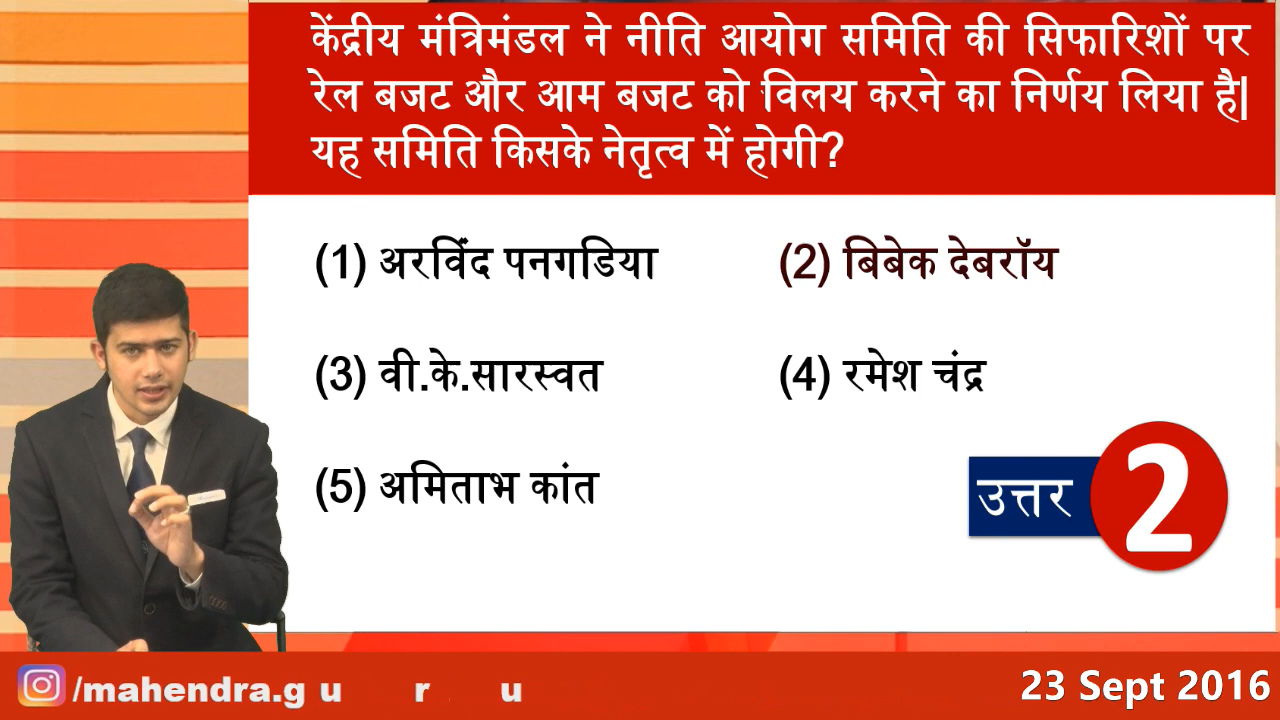 केंद्रीय मंत्रिमंडल ने नीति आयोग समिति की सिफारिशों पर
रेल बजट और आम बजट को विलय करने का निर्णय लिया है|
यह समिति किसके नेतृत्व में होगी?
(1) अरविंद पनगडिया (2) बिबेक देबरॉय
(3) वी.के.सारस्वत (4) रमेश चंद्र
(5) अमिताभ कांत
उत्तर 2
/mahendra.g u r u
23 Sept 2016